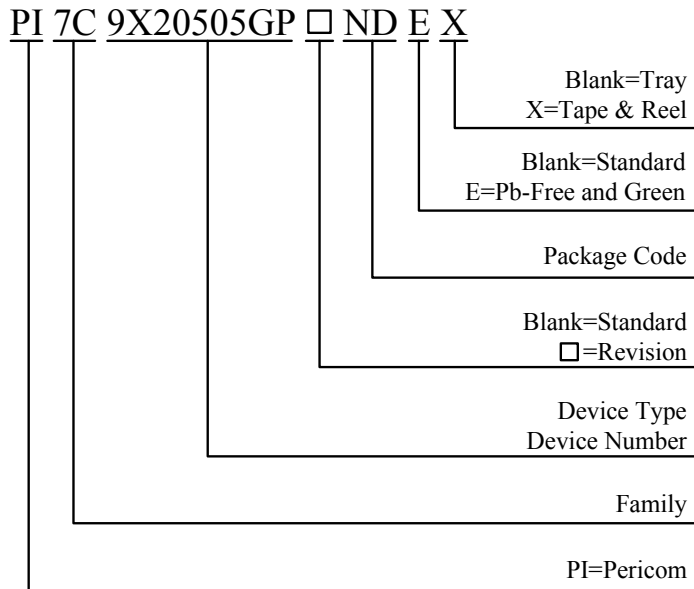 PI 7C 9X20505GP □ ND E X
Blank=Tray
X=Tape & Reel
Blank=Standard
E=Pb-Free and Green
Package Code
Blank=Standard
□=Revision
Device Type
Device Number
Family
PI=Pericom